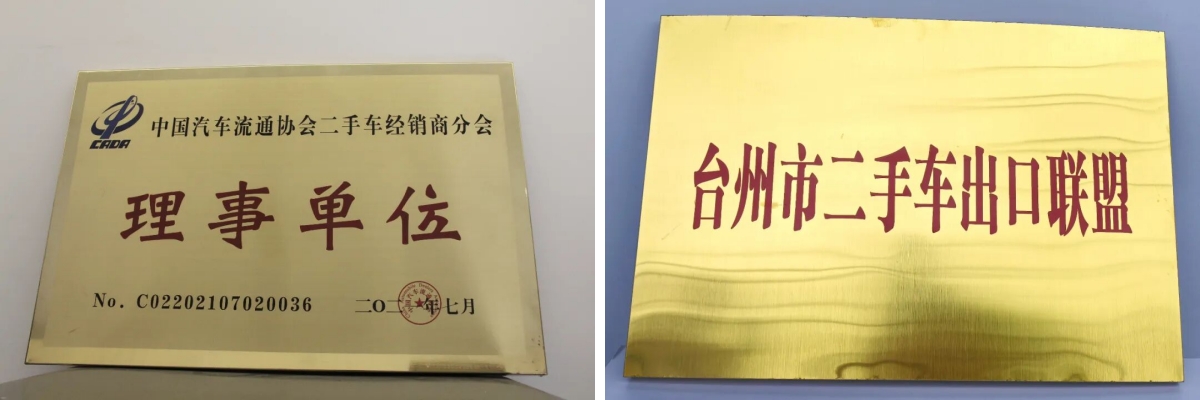 CADA
中国汽车流通协会二手车经销商分会
理事单位
No. C02202107020036
二〇二 年七月
台州市二手车出口联盟